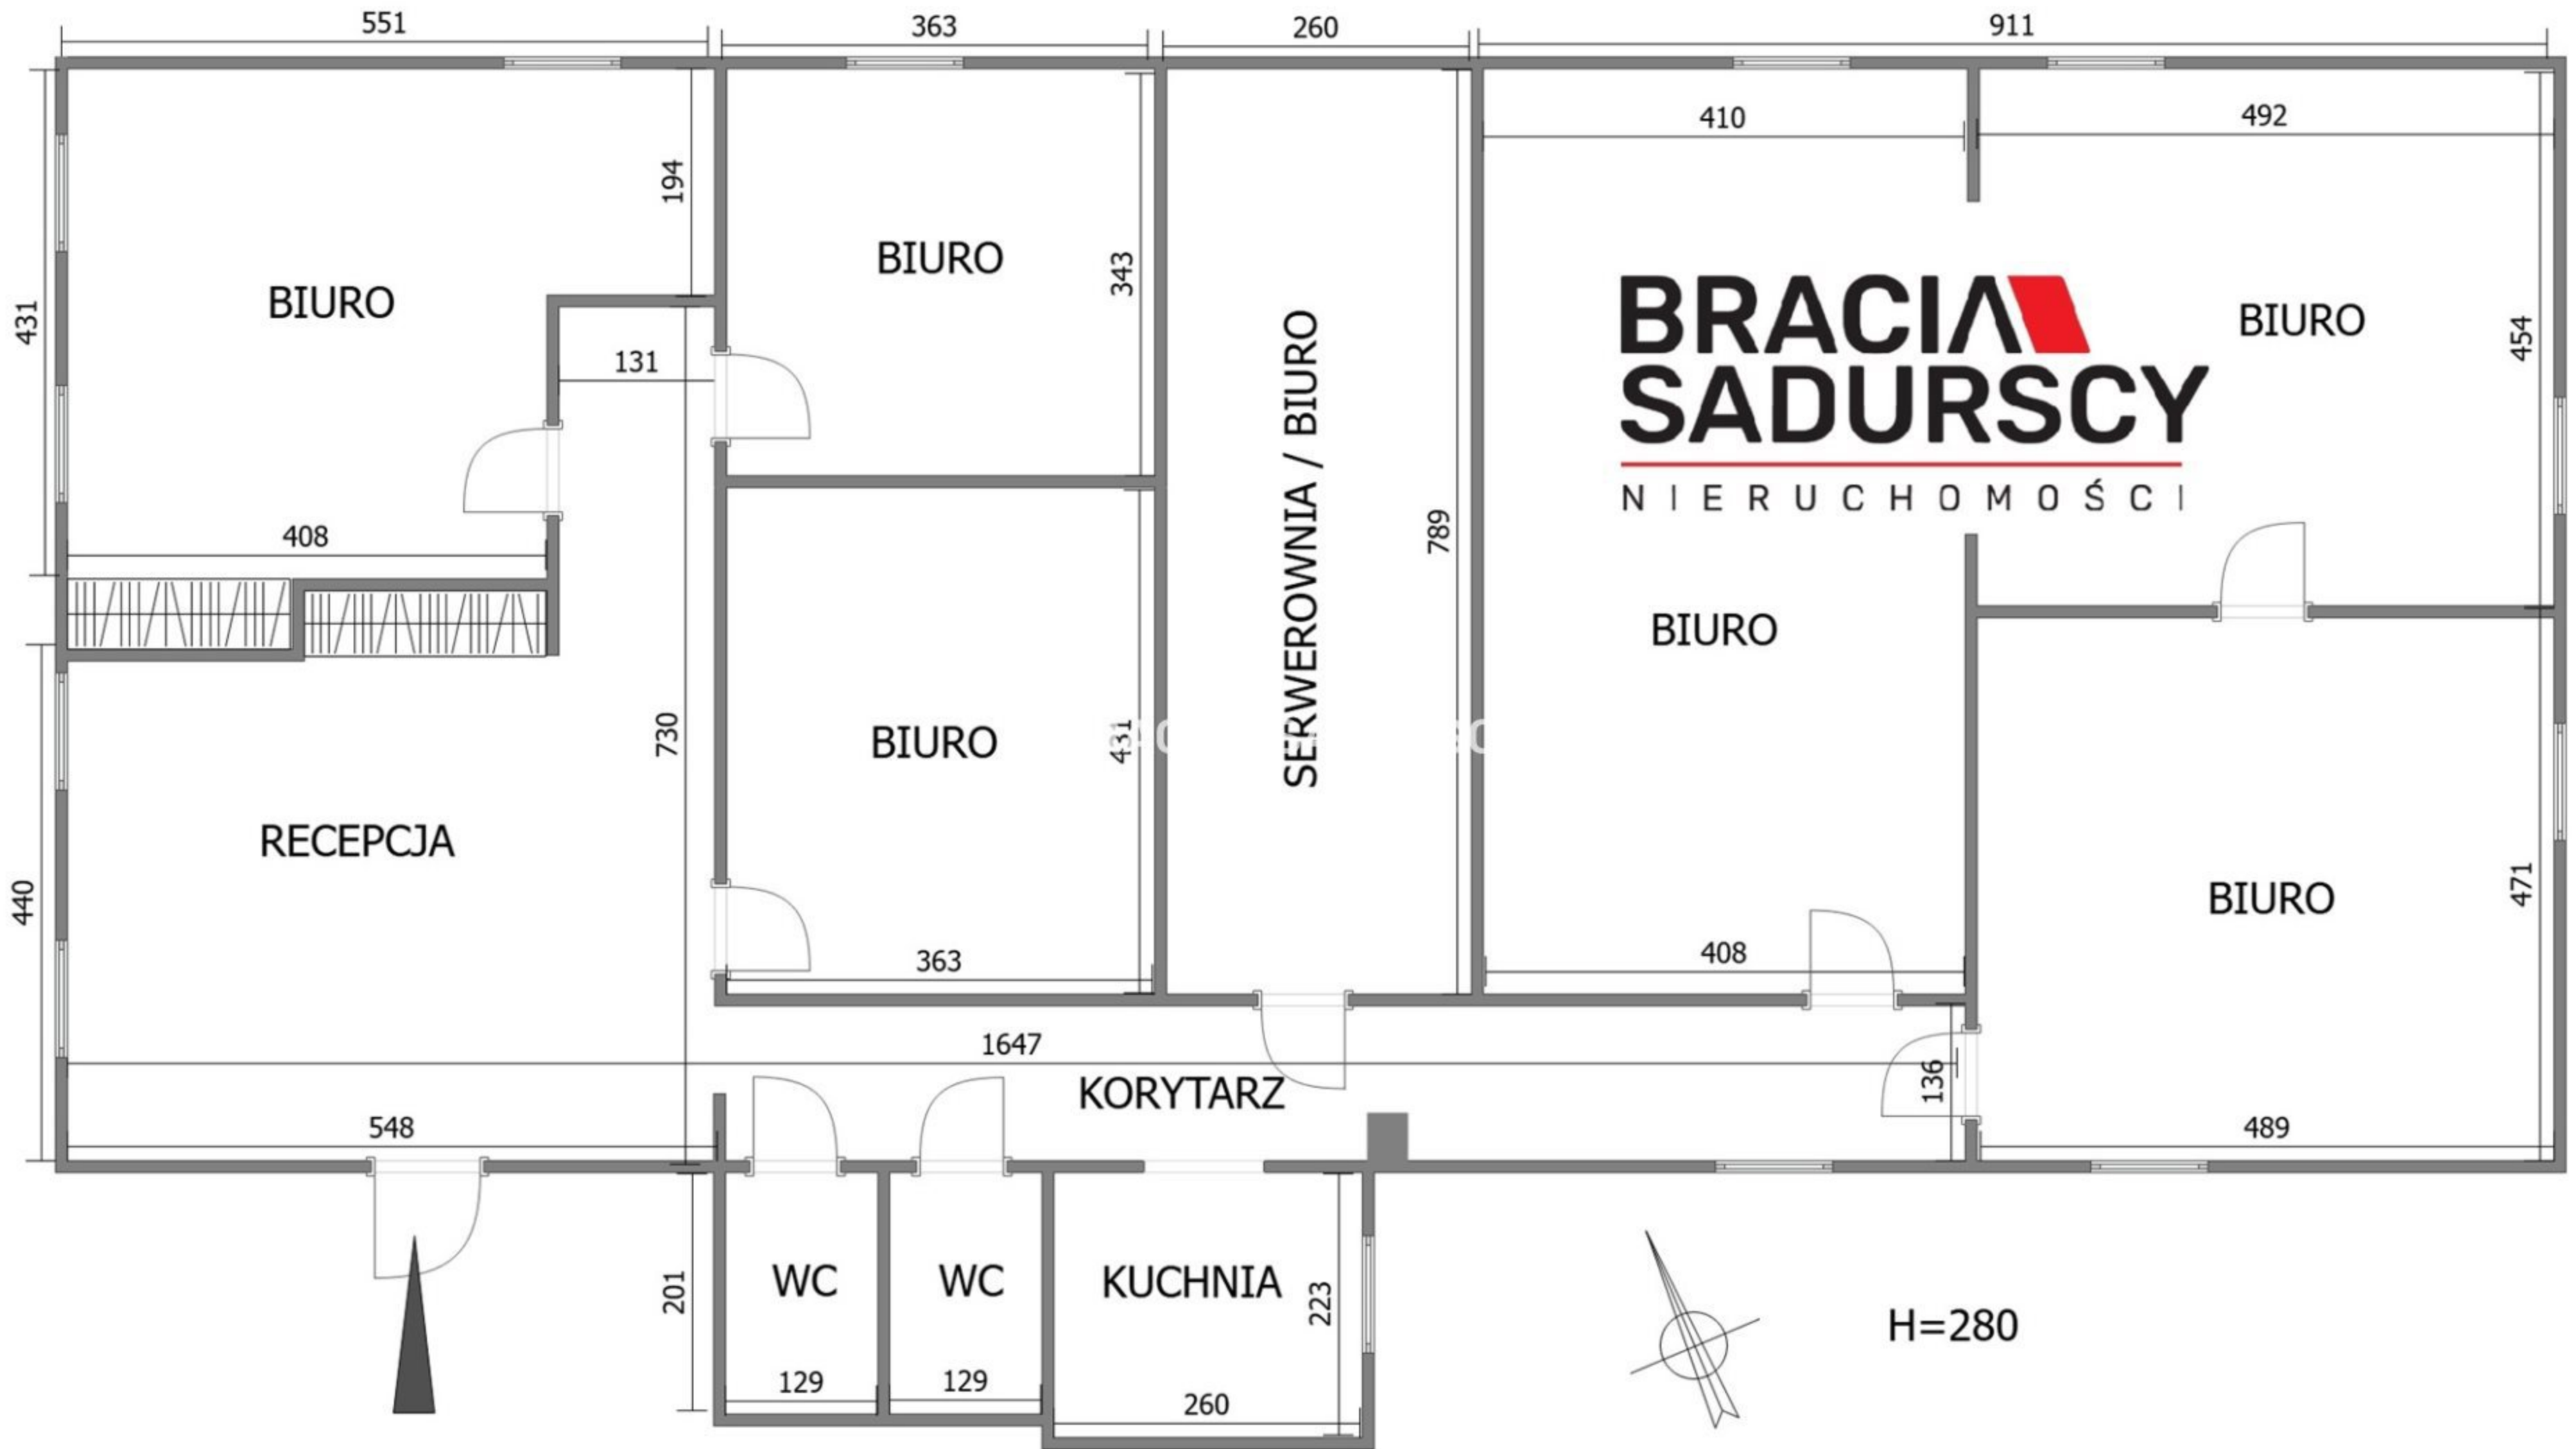 551
363
260
911
410
492
194
BIURO
343
BIURO
431
131
SERWEROWNIA / BIURO
BRACIA
SADURSCY
NIERUCHOMOŚCI
BIURO
454
408
789
BIURO
730
BIURO
431
RECEPCJA
440
363
408
BIURO
471
1647
KORYTARZ
136
548
489
201
WC
WC
KUCHNIA
223
129
129
260
H=280